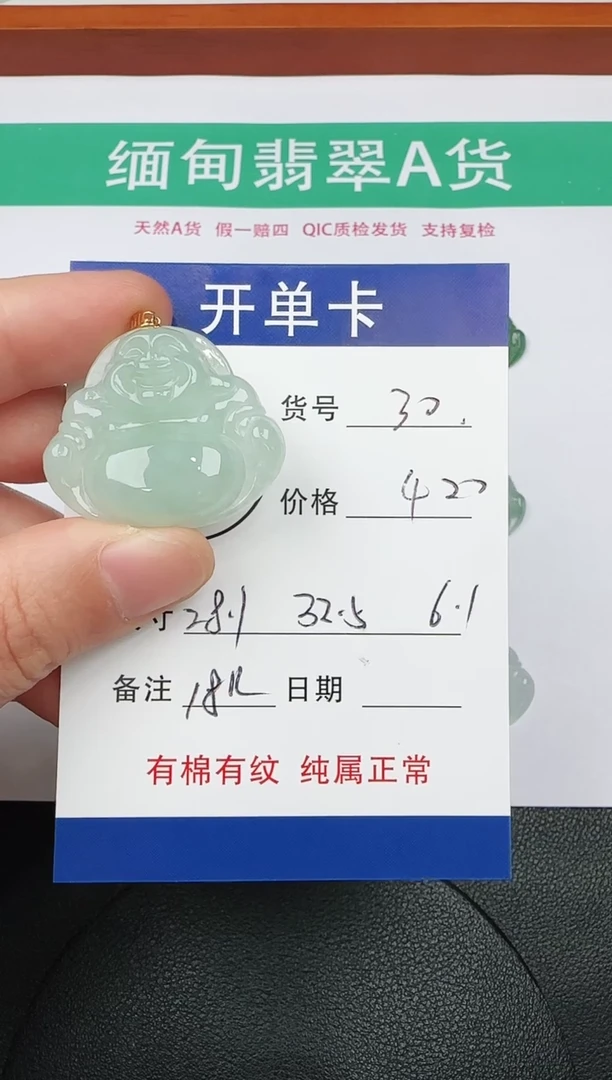 缅甸翡翠A货
天然A货 假一赔四 QIC质检发货 支持复检
开单卡
货号 30.
价格 420
寸 28.1 32.5 6.1
备注 18K 日期
有棉有纹 纯属正常